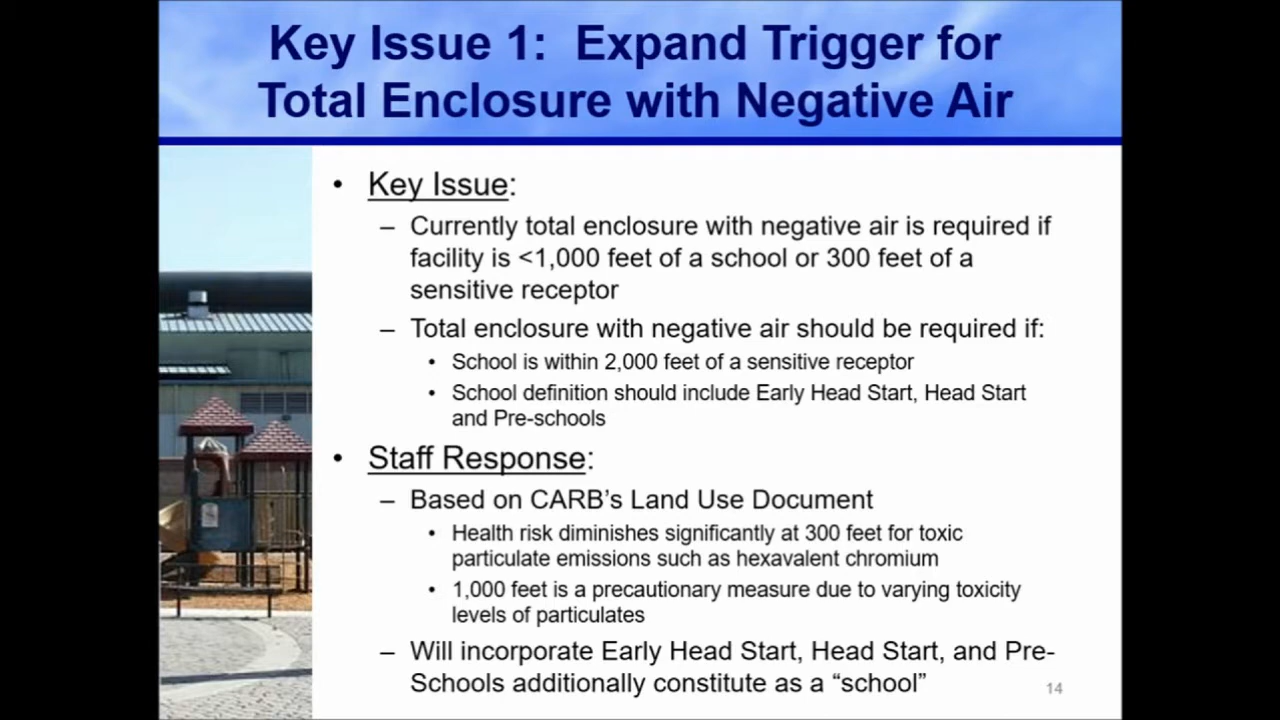 Key Issue 1: Expand Trigger for
Total Enclosure with Negative Air
• Key Issue:
– Currently total enclosure with negative air is required if
facility is <1,000 feet of a school or 300 feet of a
sensitive receptor
– Total enclosure with negative air should be required if:
• School is within 2,000 feet of a sensitive receptor
• School definition should include Early Head Start, Head Start
and Pre-schools
• Staff Response:
– Based on CARB’s Land Use Document
• Health risk diminishes significantly at 300 feet for toxic
particulate emissions such as hexavalent chromium
• 1,000 feet is a precautionary measure due to varying toxicity
levels of particulates
– Will incorporate Early Head Start, Head Start, and Pre-
Schools additionally constitute as a “school”
14